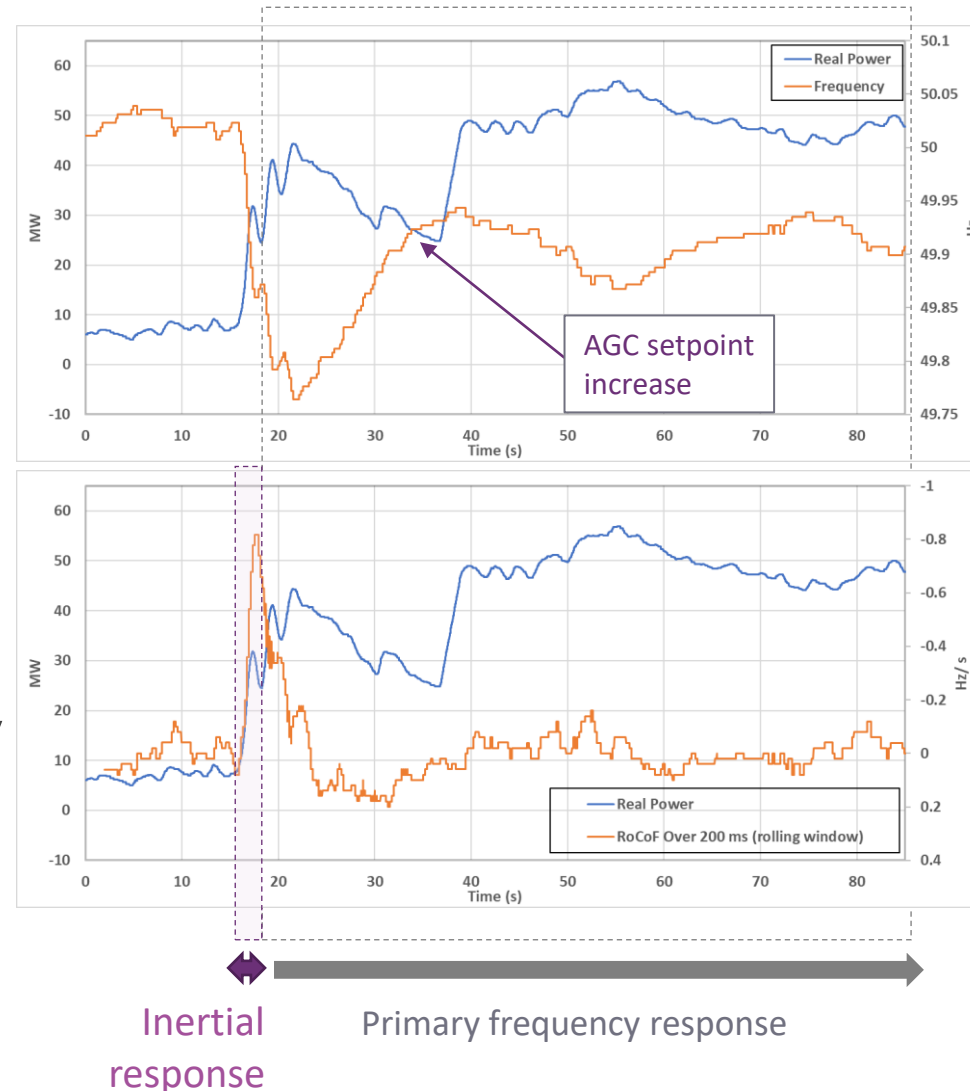 60
50
40
30
20
10
0
-10
MW
50.1
50.05
50
49.95
49.9
49.85
49.8
49.75
Real Power
Frequency
AGC setpoint
increase
0 10 20 30 40 50 60 70 80
Time (s)
60
50
40
30
20
10
0
-10
MW
-1
-0.8
-0.6
-0.4
-0.2
0
0.2
0.4
Hz/ s
Real Power
RoCoF Over 200 ms (rolling window)
0 10 20 30 40 50 60 70 80
Time (s)
Inertial
response
Primary frequency response